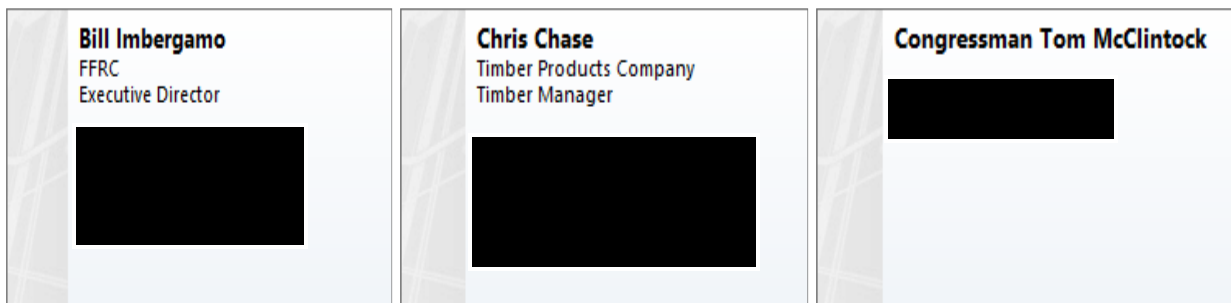 Bill Imbergamo
FFRC
Executive Director
Chris Chase
Timber Products Company
Timber Manager
Congressman Tom McClintock